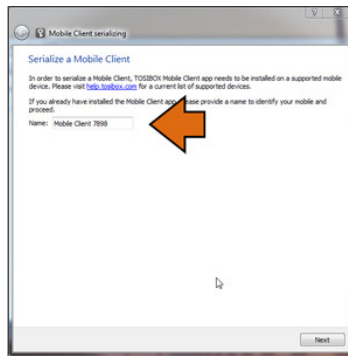 Mobile Client serializing
Serialize a Mobile Client
In order to serialize a Mobile Client, TOSIBOX Mobile Client app needs to be installed on a supported mobile
device. Please visit help.tosibox.com for a current list of supported devices.
If you already have installed the Mobile Client app, please provide a name to identify your mobile and
proceed.
Name: Mobile Client 7898
Next